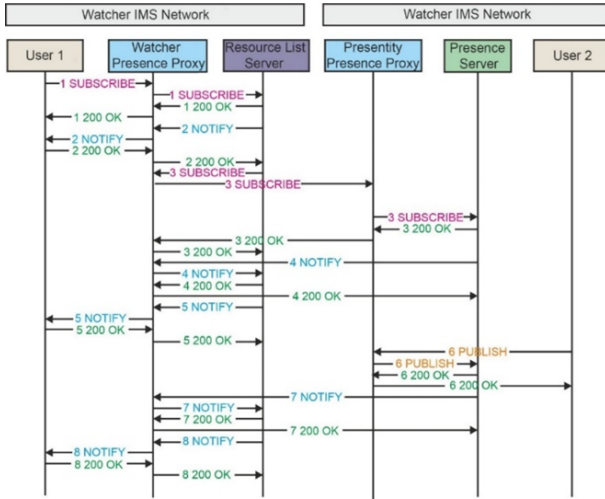 Watcher IMS Network Watcher IMS Network
User 1 Watcher Presence Proxy Resource List Server Presentity Presence Proxy Presence Server User 2
1 SUBSCRIBE
1 SUBSCRIBE
1 200 OK
1 200 OK
2 NOTIFY
2 NOTIFY
2 200 OK
2 200 OK
3 SUBSCRIBE
3 SUBSCRIBE
3 SUBSCRIBE
3 200 OK
3 200 OK
3 200 OK
4 NOTIFY
4 NOTIFY
4 200 OK
4 200 OK
5 NOTIFY
5 NOTIFY
5 200 OK
5 200 OK
6 PUBLISH
6 PUBLISH
6 200 OK
6 200 OK
7 NOTIFY
7 NOTIFY
7 200 OK
7 200 OK
8 NOTIFY
8 NOTIFY
8 200 OK
8 200 OK